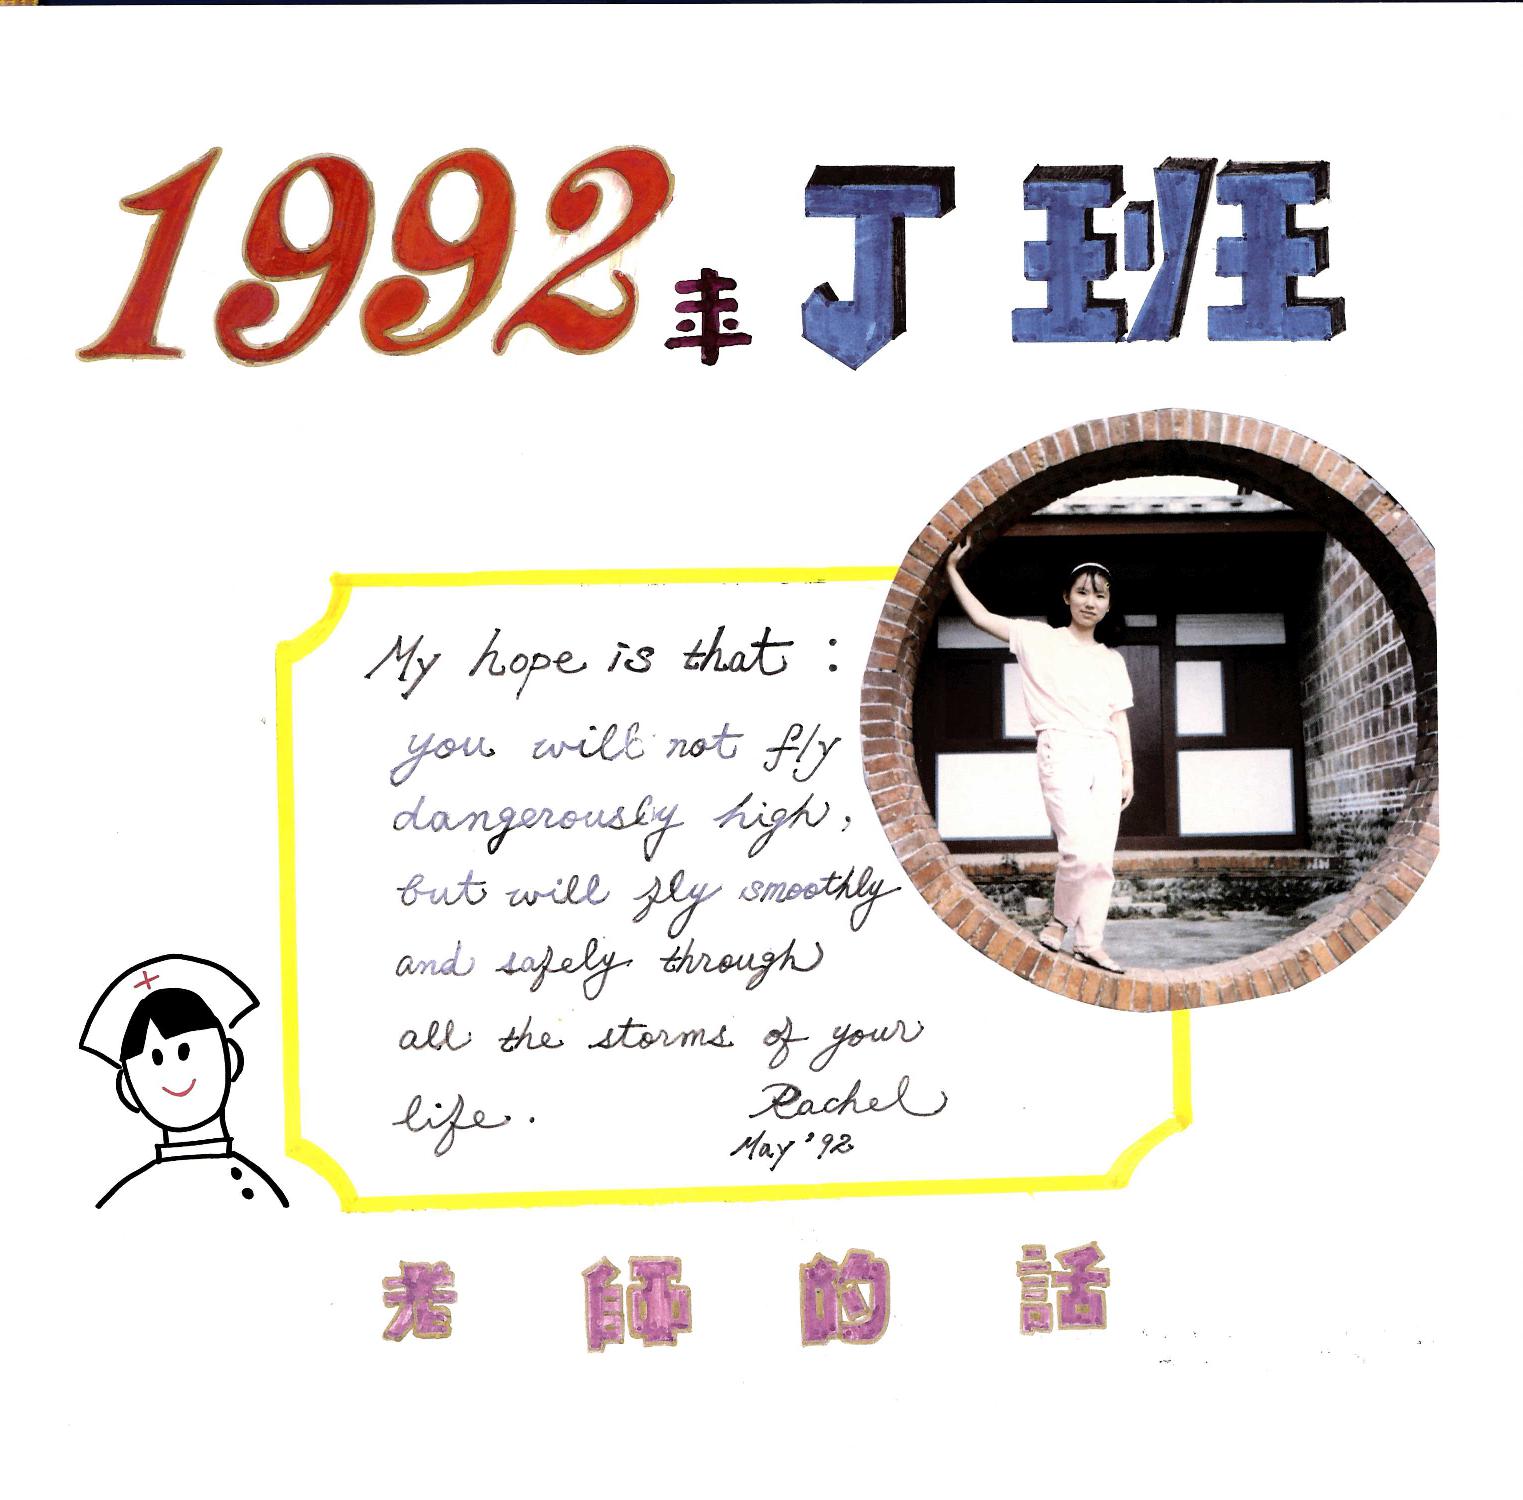 1992年 丁班
My hope is that :
you will not fly
dangerously high,
but will fly smoothly
and safely through
all the storms of your
life.
Rachel
May '92
老師的話